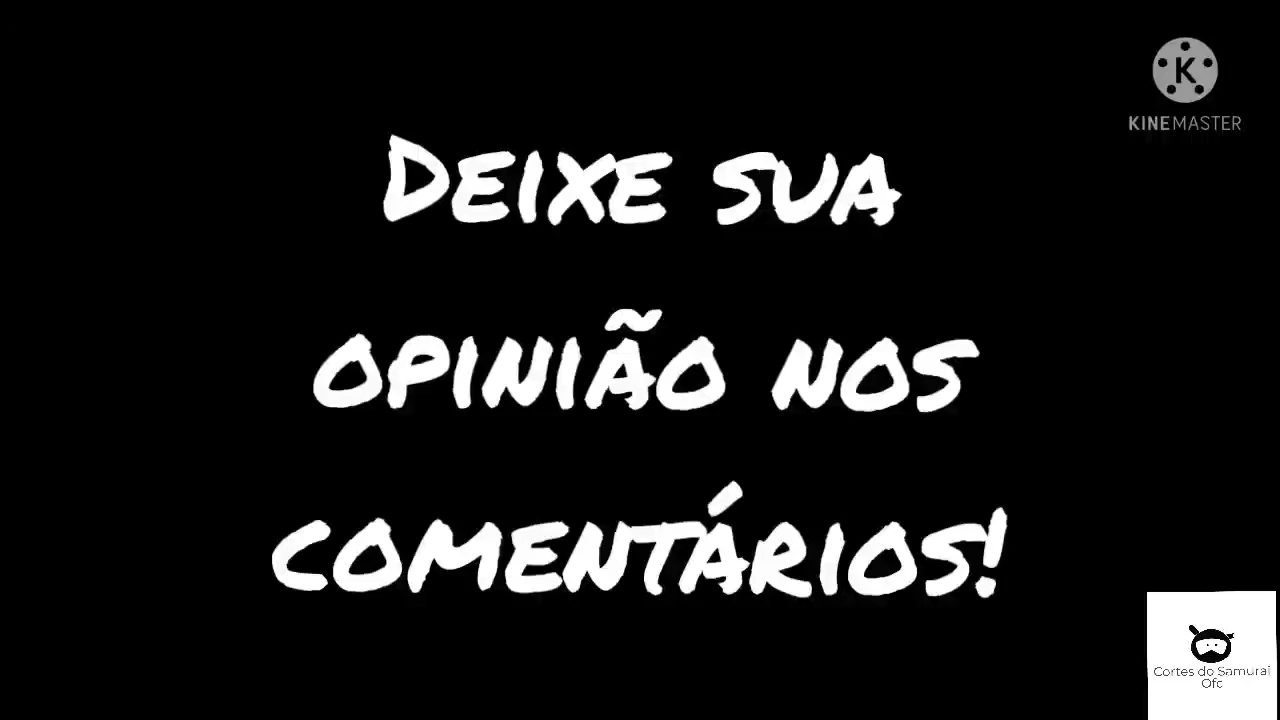 KINEMASTER
DEIXE SUA
OPINIÃO NOS
COMENTÁRIOS!
Cortes do Samurai
Ofc